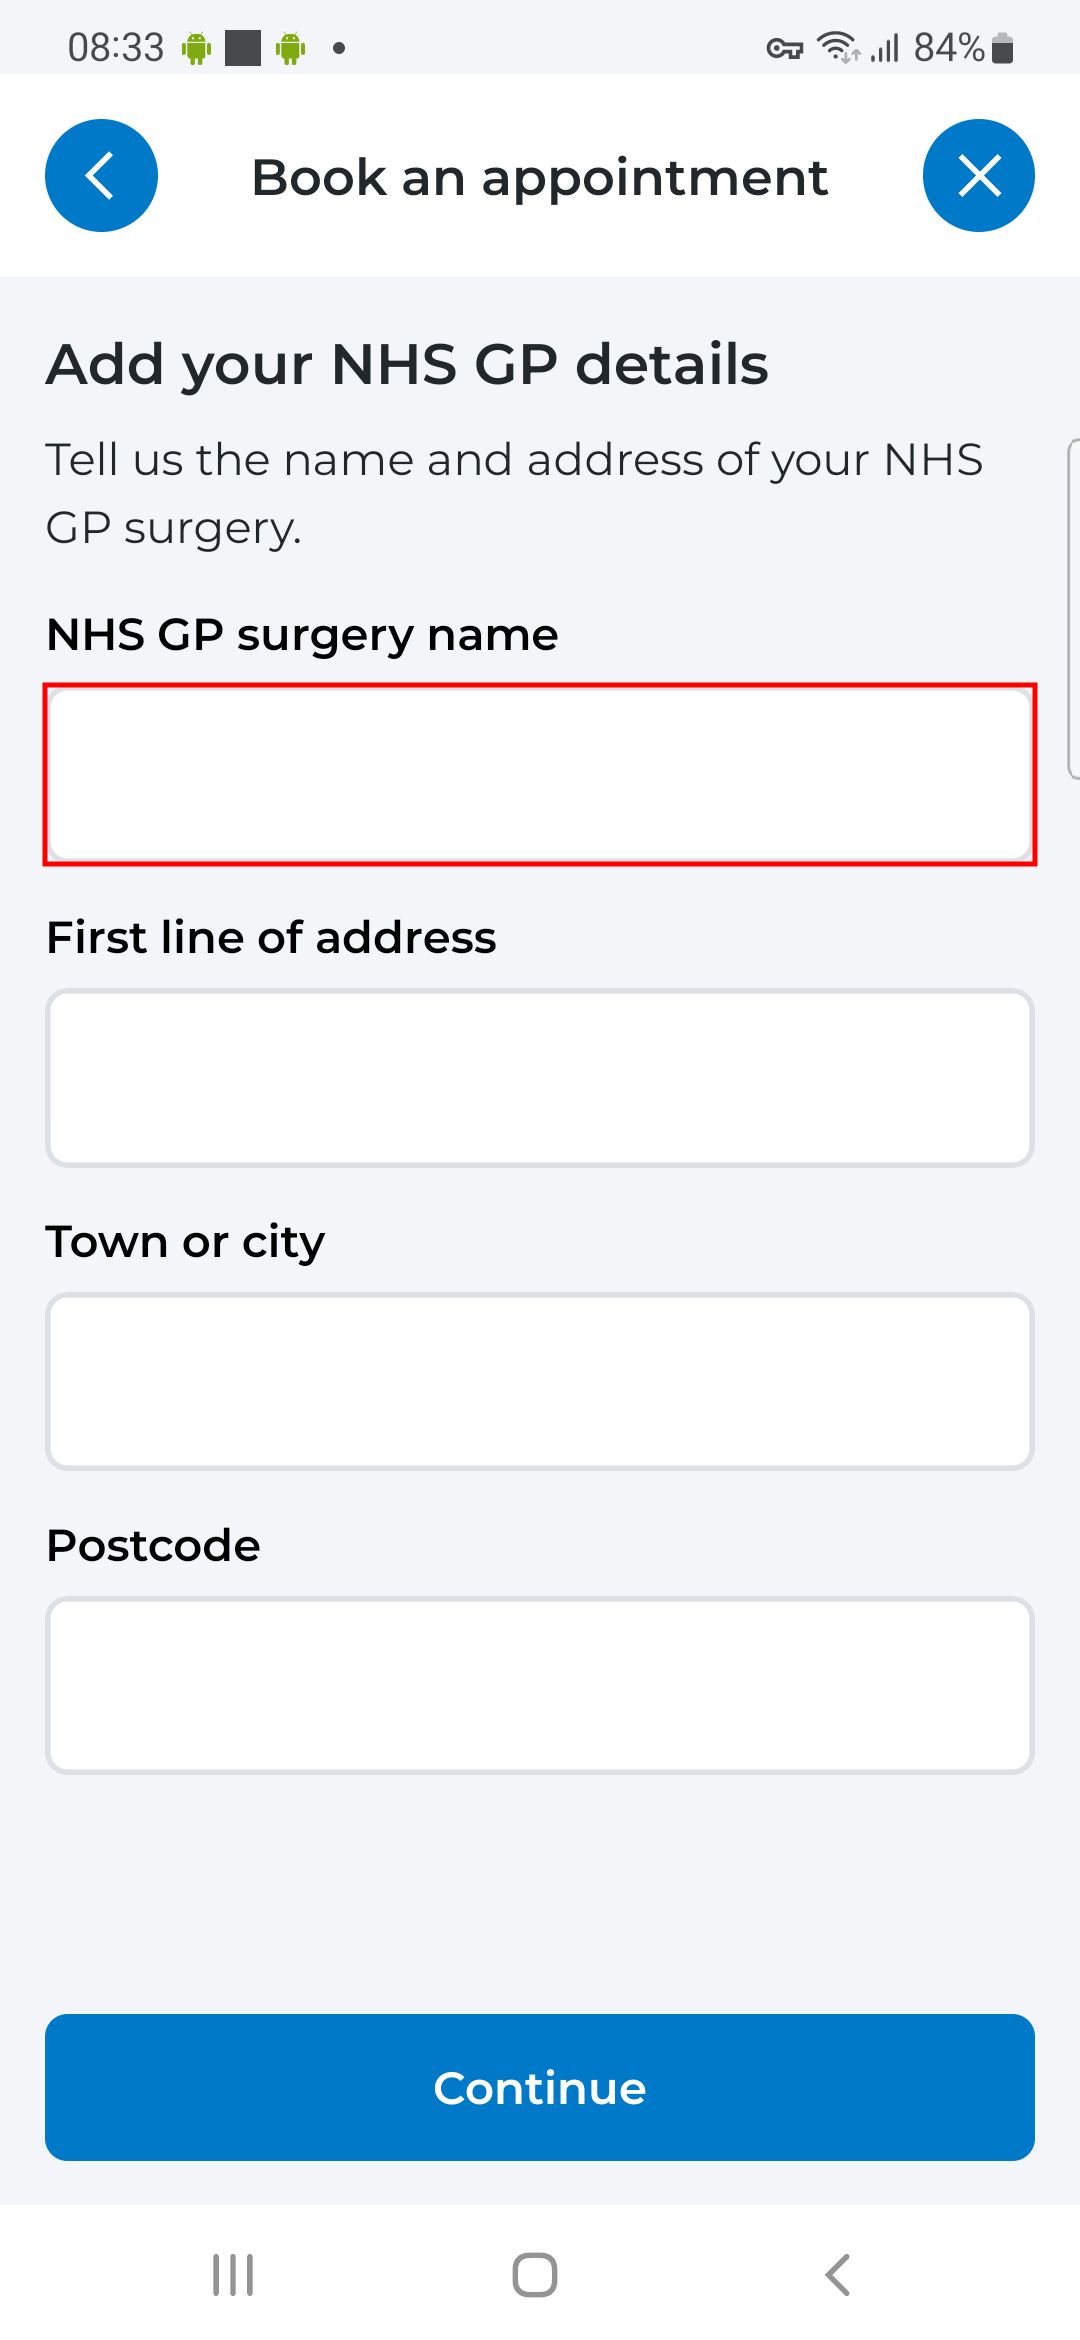 08:33
84%
Book an appointment
Add your NHS GP details
Tell us the name and address of your NHS
GP surgery.
NHS GP surgery name
First line of address
Town or city
Postcode
Continue